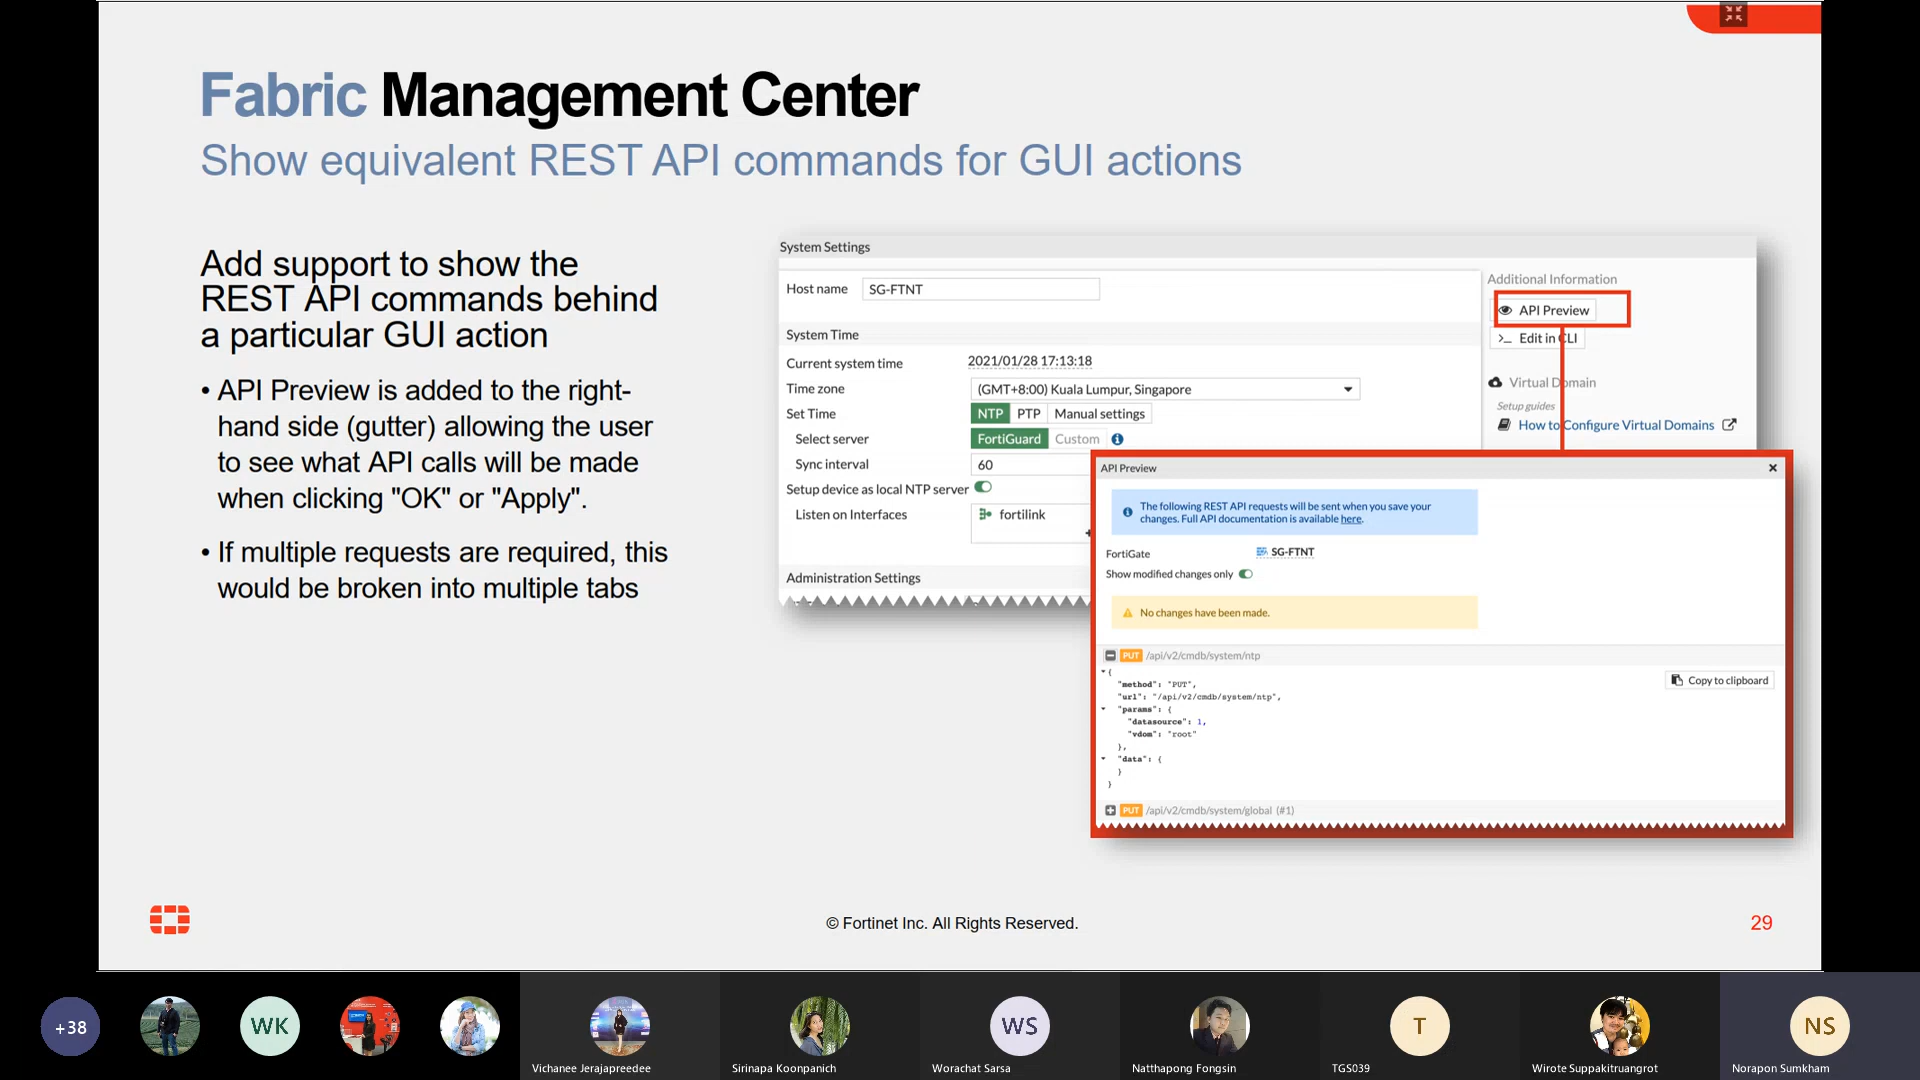 Fabric Management Center
Show equivalent REST API commands for GUI actions
Add support to show the
REST API commands behind
a particular GUI action
• API Preview is added to the right-
hand side (gutter) allowing the user
to see what API calls will be made
when clicking "OK" or "Apply".
• If multiple requests are required, this
would be broken into multiple tabs
System Settings
Host name SG-FTNT
System Time
Current system time 2021/01/28 17:13:18
Time zone (GMT+8:00) Kuala Lumpur, Singapore
Set Time NTP PTP Manual settings
Select server FortiGuard Custom
Sync interval 60
Setup device as local NTP server
Listen on Interfaces fortilink
+
Administration Settings
Additional Information
API Preview
>_ Edit in CLI
Virtual Domain
Setup guides
How to Configure Virtual Domains
API Preview
The following REST API requests will be sent when you save your
changes. Full API documentation is available here.
FortiGate SG-FTNT
Show modified changes only
No changes have been made.
PUT /api/v2/cmdb/system/ntp
Copy to clipboard
{
"method": "PUT",
"url": "/api/v2/cmdb/system/ntp",
"params": {
"datasource": 1,
"vdom": "root"
},
"data": {
}
}
PUT /api/v2/cmdb/system/global (#1)
© Fortinet Inc. All Rights Reserved.
29
+38
WK
Vichanee Jerajapreedee
Sirinapa Koonpanich
WS
Worachat Sarsa
Natthapong Fongsin
T
TGS039
Wirote Suppakitruangrot
NS
Norapon Sumkham